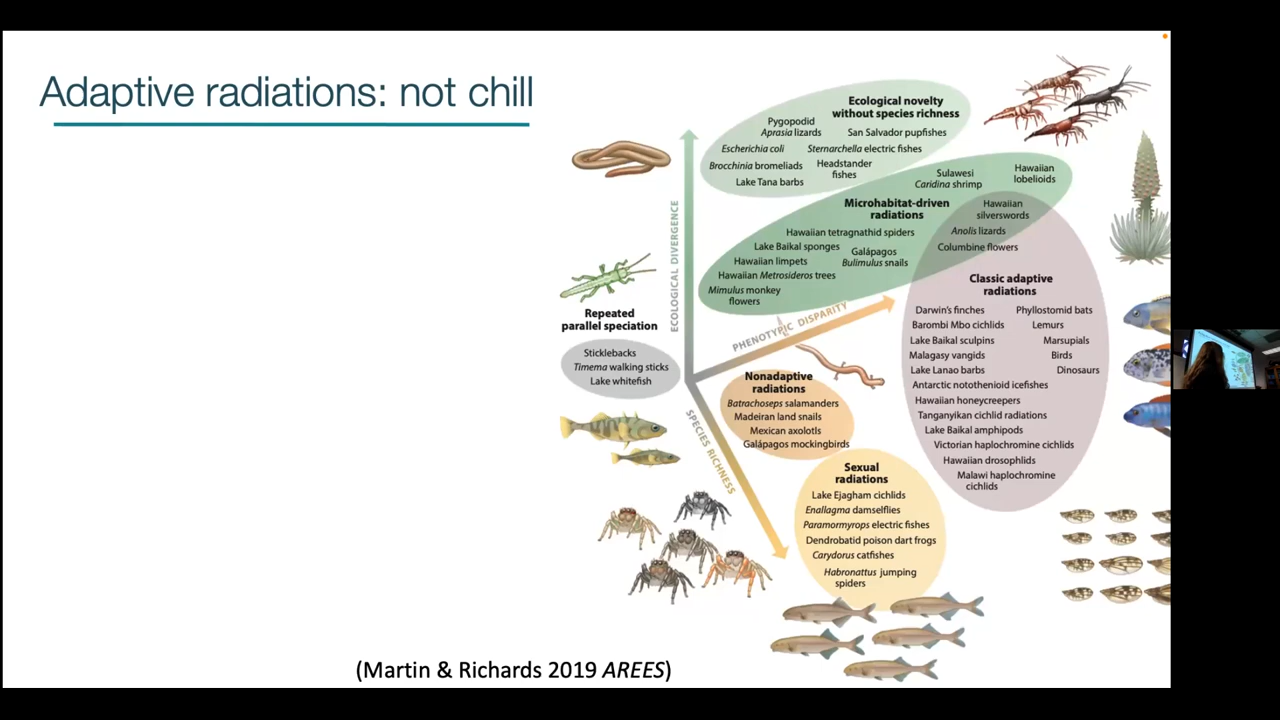 Adaptive radiations: not chill
Ecological novelty
without species richness
Pygopodid
Aprasia lizards
San Salvador pupfishes
Escherichia coli
Sternarchella electric fishes
Brocchinia bromeliads
Headstander
fishes
Lake Tana barbs
Sulawesi
Caridina shrimp
Hawaiian
lobelioids
Microhabitat-driven
radiations
Hawaiian
silverswords
Hawaiian tetragnathid spiders
Anolis lizards
Lake Baikal sponges
Galápagos
Bulimulus snails
Columbine flowers
Hawaiian limpets
Hawaiian Metrosideros trees
Mimulus monkey
flowers
ECOLOGICAL DIVERGENCE
PHENOTYPIC DISPARITY
SPECIES RICHNESS
Repeated
parallel speciation
Sticklebacks
Timema walking sticks
Lake whitefish
Classic adaptive
radiations
Darwin's finches
Phyllostomid bats
Barombi Mbo cichlids
Lemurs
Lake Baikal sculpins
Marsupials
Malagasy vangids
Birds
Lake Lanao barbs
Dinosaurs
Antarctic notothenioid icefishes
Hawaiian honeycreepers
Tanganyikan cichlid radiations
Lake Baikal amphipods
Victorian haplochromine cichlids
Hawaiian drosophlids
Malawi haplochromine
cichlids
Nonadaptive
radiations
Batrachoseps salamanders
Madeiran land snails
Mexican axolotls
Galápagos mockingbirds
Sexual
radiations
Lake Ejagham cichlids
Enallagma damselflies
Paramormyrops electric fishes
Dendrobatid poison dart frogs
Carydorus catfishes
Habronattus jumping
spiders
(Martin & Richards 2019 AREES)